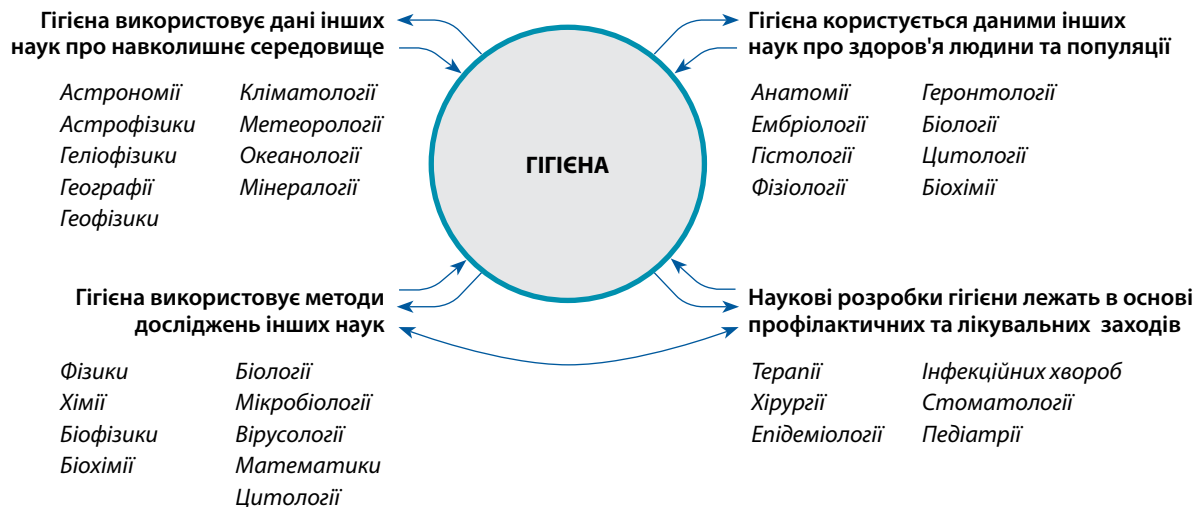 Гігієна використовує дані інших
наук про навколишнє середовище
Астрономії Кліматології
Астрофізики Метеорології
Геліофізики Океанології
Географії Мінералогії
Геофізики
ГІГІЄНА
Гігієна користується даними інших
наук про здоров'я людини та популяції
Анатомії Геронтології
Ембріології Біології
Гістології Цитології
Фізіології Біохімії
Гігієна використовує методи
досліджень інших наук
Фізики Біології
Хімії Мікробіології
Біофізики Вірусології
Біохімії Математики
Цитології
Наукові розробки гігієни лежать в основі
профілактичних та лікувальних заходів
Терапії Інфекційних хвороб
Хірургії Стоматології
Епідеміології Педіатрії